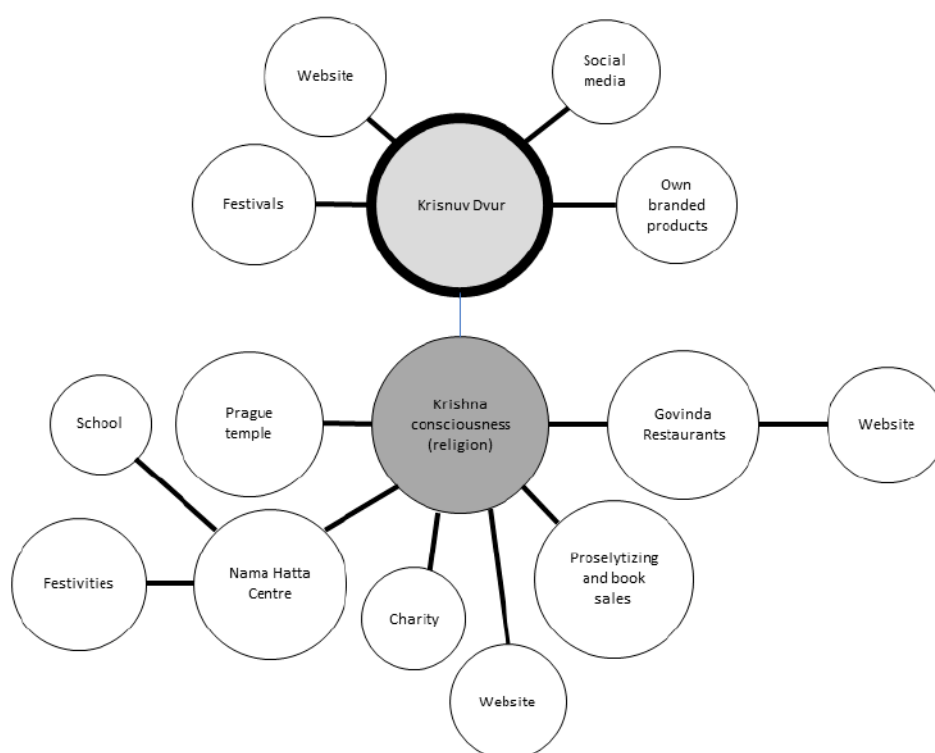 Website
Social
media
Festivals
Krisnuv Dvur
Own
branded
products
School
Prague
temple
Krishna
consciousness
(religion)
Govinda
Restaurants
Website
Festivities
Nama Hatta
Centre
Charity
Proselytizing
and book
sales
Website